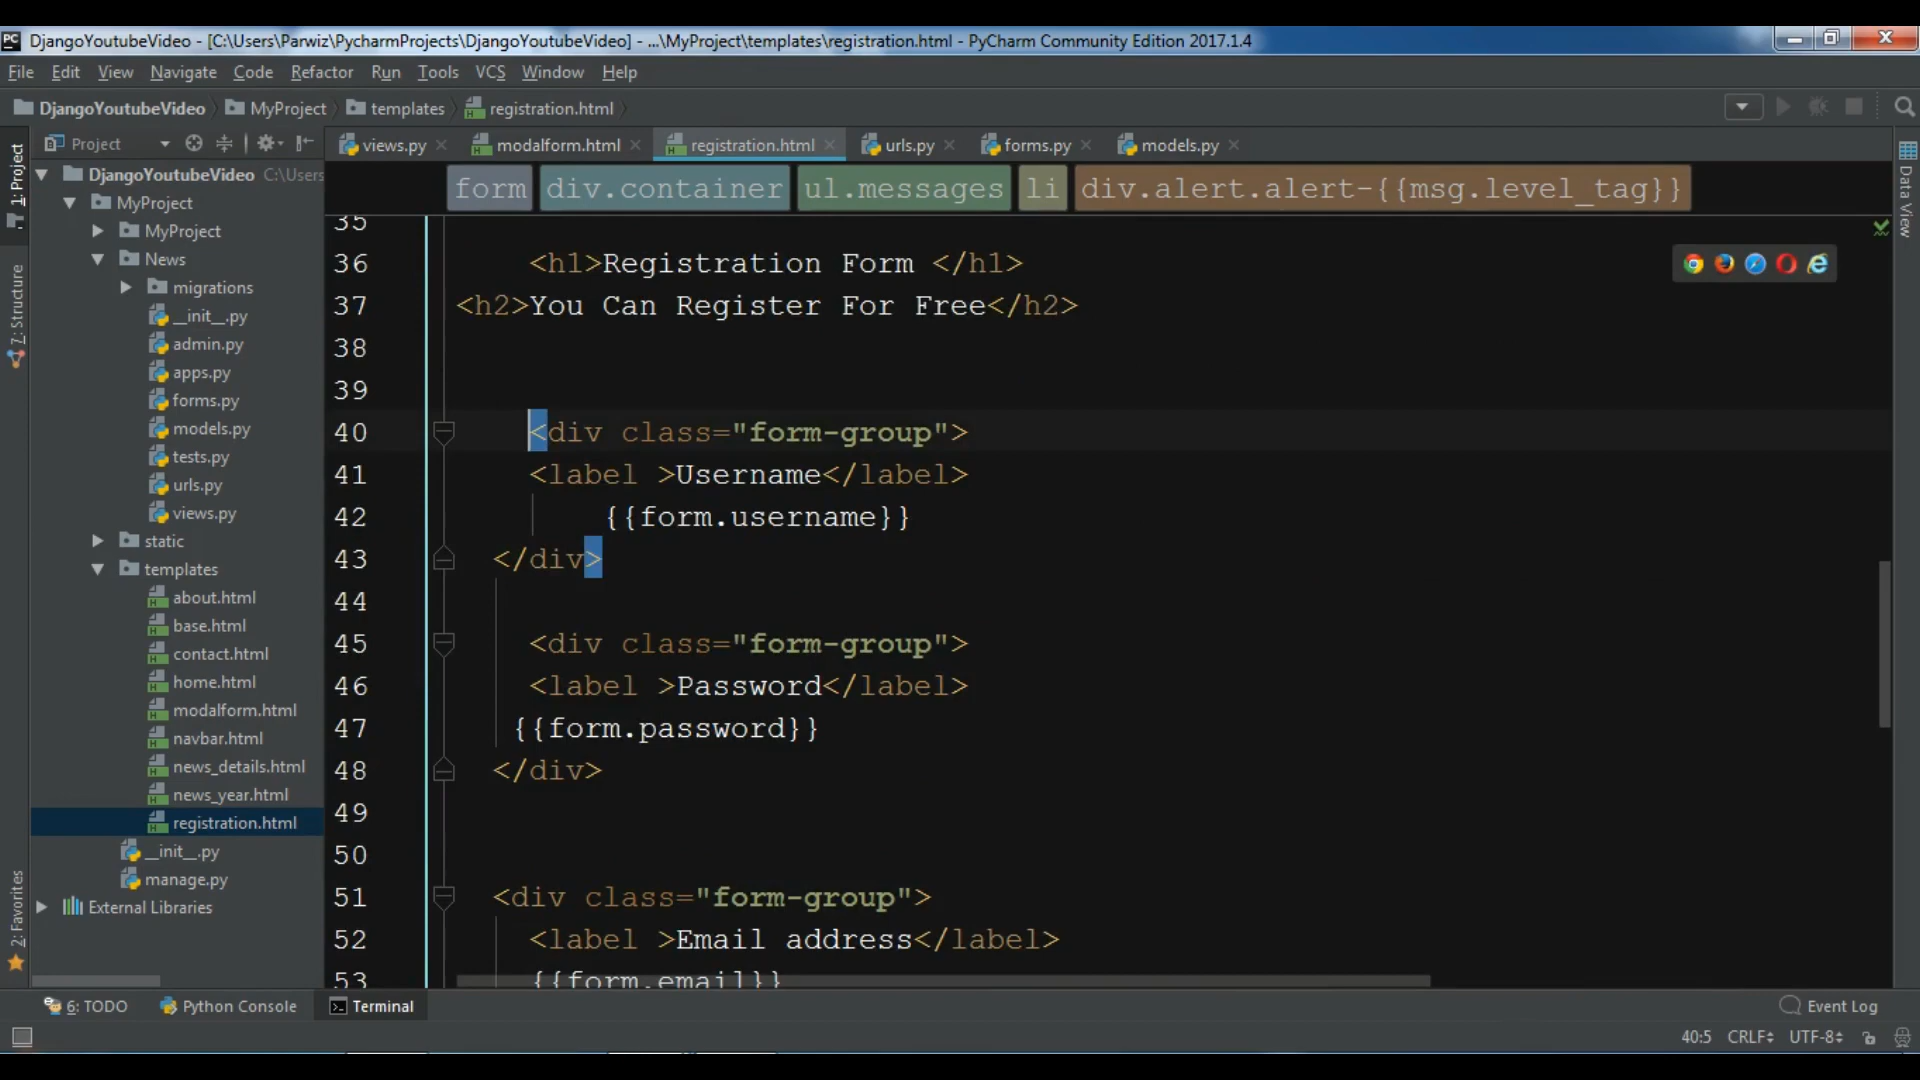 DjangoYoutubeVideo - [C:\Users\Parwiz\PycharmProjects\DjangoYoutubeVideo] - ...\MyProject\templates\registration.html - PyCharm Community Edition 2017.1.4
File Edit View Navigate Code Refactor Run Tools VCS Window Help
DjangoYoutubeVideo MyProject templates registration.html
Project
views.py modalform.html registration.html urls.py forms.py models.py
1: Project
7: Structure
2: Favorites
DjangoYoutubeVideo C:\Users
MyProject
MyProject
News
migrations
__init__.py
admin.py
apps.py
forms.py
models.py
tests.py
urls.py
views.py
static
templates
about.html
base.html
contact.html
home.html
modalform.html
navbar.html
news_details.html
news_year.html
registration.html
__init__.py
manage.py
External Libraries
form div.container ul.messages li div.alert.alert-{{msg.level_tag}}
35
36 <h1>Registration Form </h1>
37 <h2>You Can Register For Free</h2>
38
39
40 <div class="form-group">
41 <label >Username</label>
42 {{form.username}}
43 </div>
44
45 <div class="form-group">
46 <label >Password</label>
47 {{form.password}}
48 </div>
49
50
51 <div class="form-group">
52 <label >Email address</label>
53 {{form.email}}
Data View
6: TODO Python Console Terminal Event Log
40:5 CRLF UTF-8